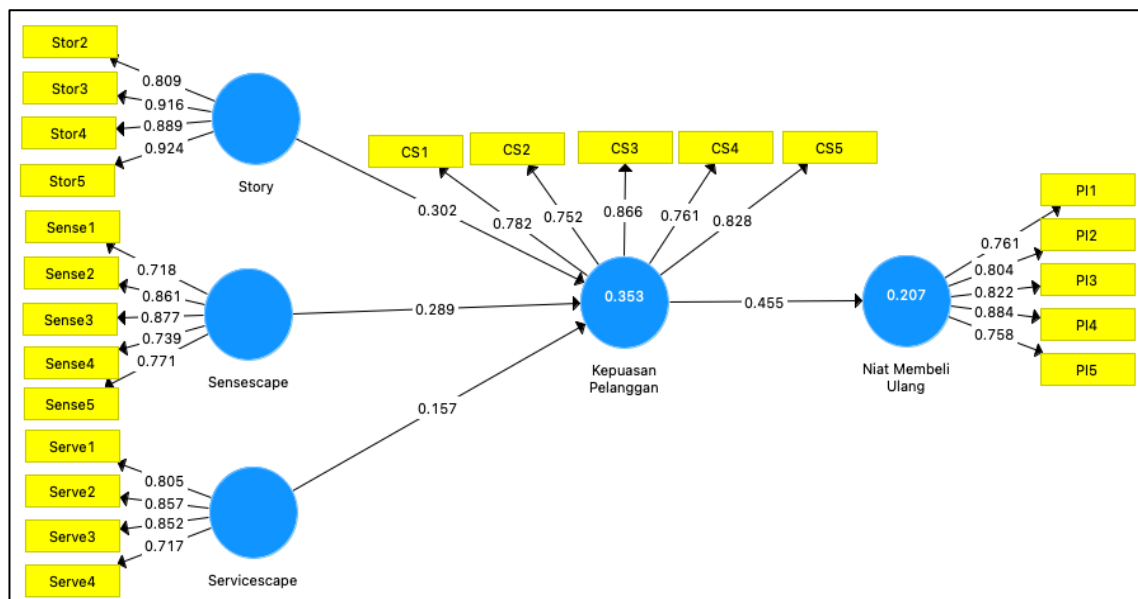 Stor2
Stor3
Stor4
Stor5
0.809
0.916
0.889
0.924
Story
Sense1
Sense2
Sense3
Sense4
Sense5
0.718
0.861
0.877
0.739
0.771
Sensescape
Serve1
Serve2
Serve3
Serve4
0.805
0.857
0.852
0.717
Servicescape
0.302
0.289
0.157
CS1
CS2
CS3
CS4
CS5
0.782
0.752
0.866
0.761
0.828
0.353
Kepuasan
Pelanggan
0.455
0.207
Niat Membeli
Ulang
0.761
0.804
0.822
0.884
0.758
PI1
PI2
PI3
PI4
PI5